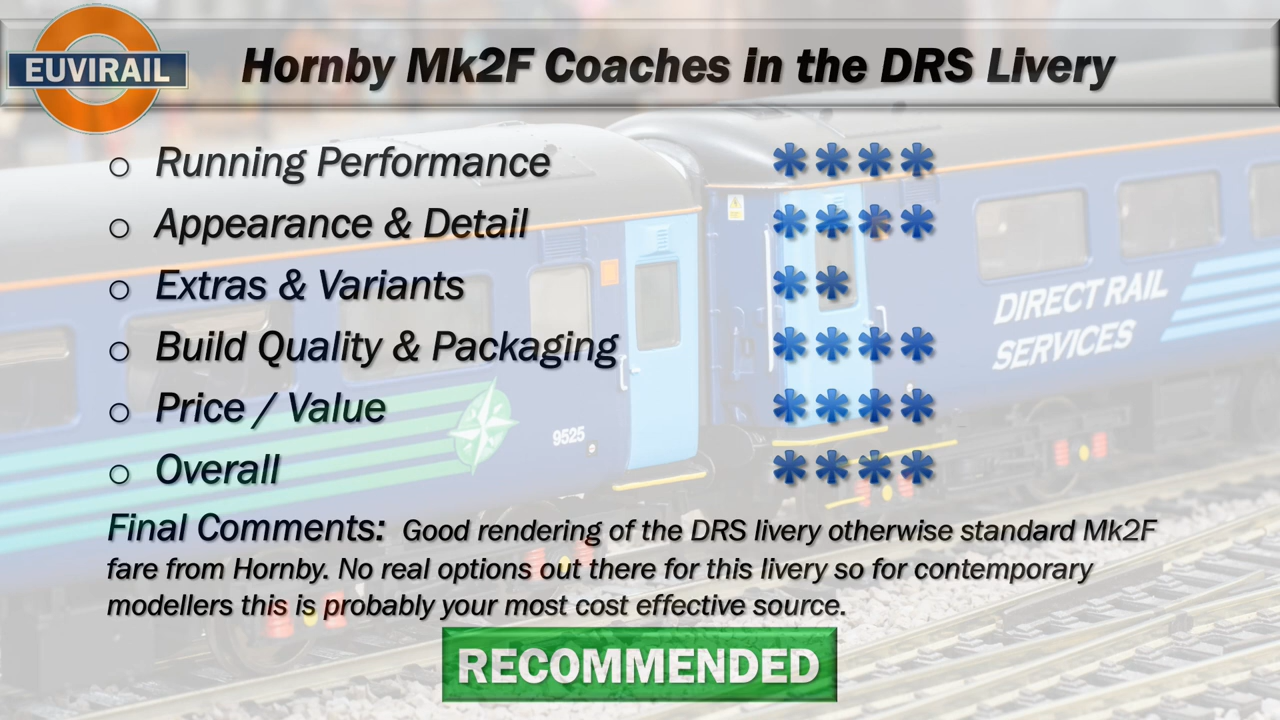 EUVIRAIL
Hornby Mk2F Coaches in the DRS Livery
o Running Performance ****
o Appearance & Detail ****
o Extras & Variants **
o Build Quality & Packaging ****
o Price / Value ****
o Overall ****
DIRECT RAIL
SERVICES
9525
Final Comments: Good rendering of the DRS livery otherwise standard Mk2F
fare from Hornby. No real options out there for this livery so for contemporary
modellers this is probably your most cost effective source.
RECOMMENDED